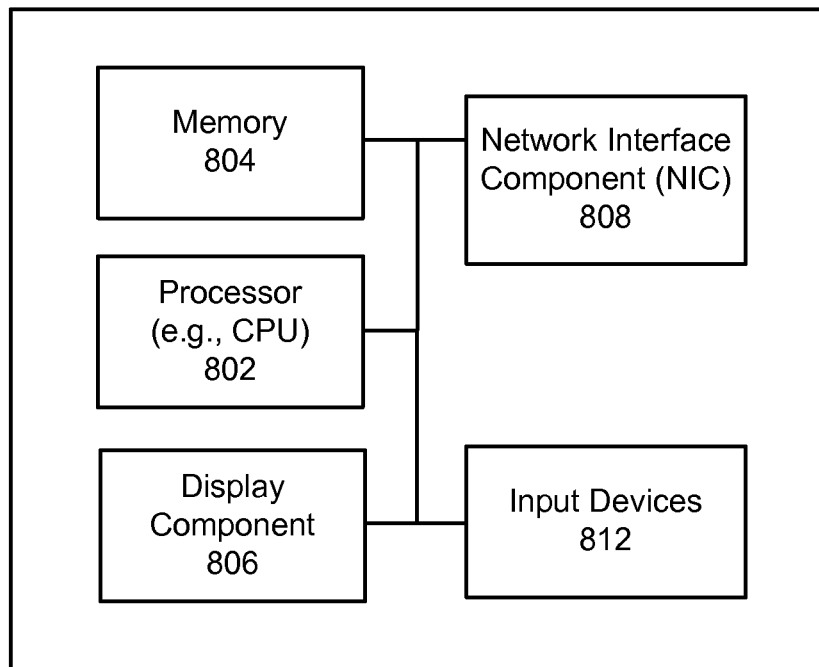 Memory
804
Network Interface
Component (NIC)
808
Processor
(e.g., CPU)
802
Display
Component
806
Input Devices
812